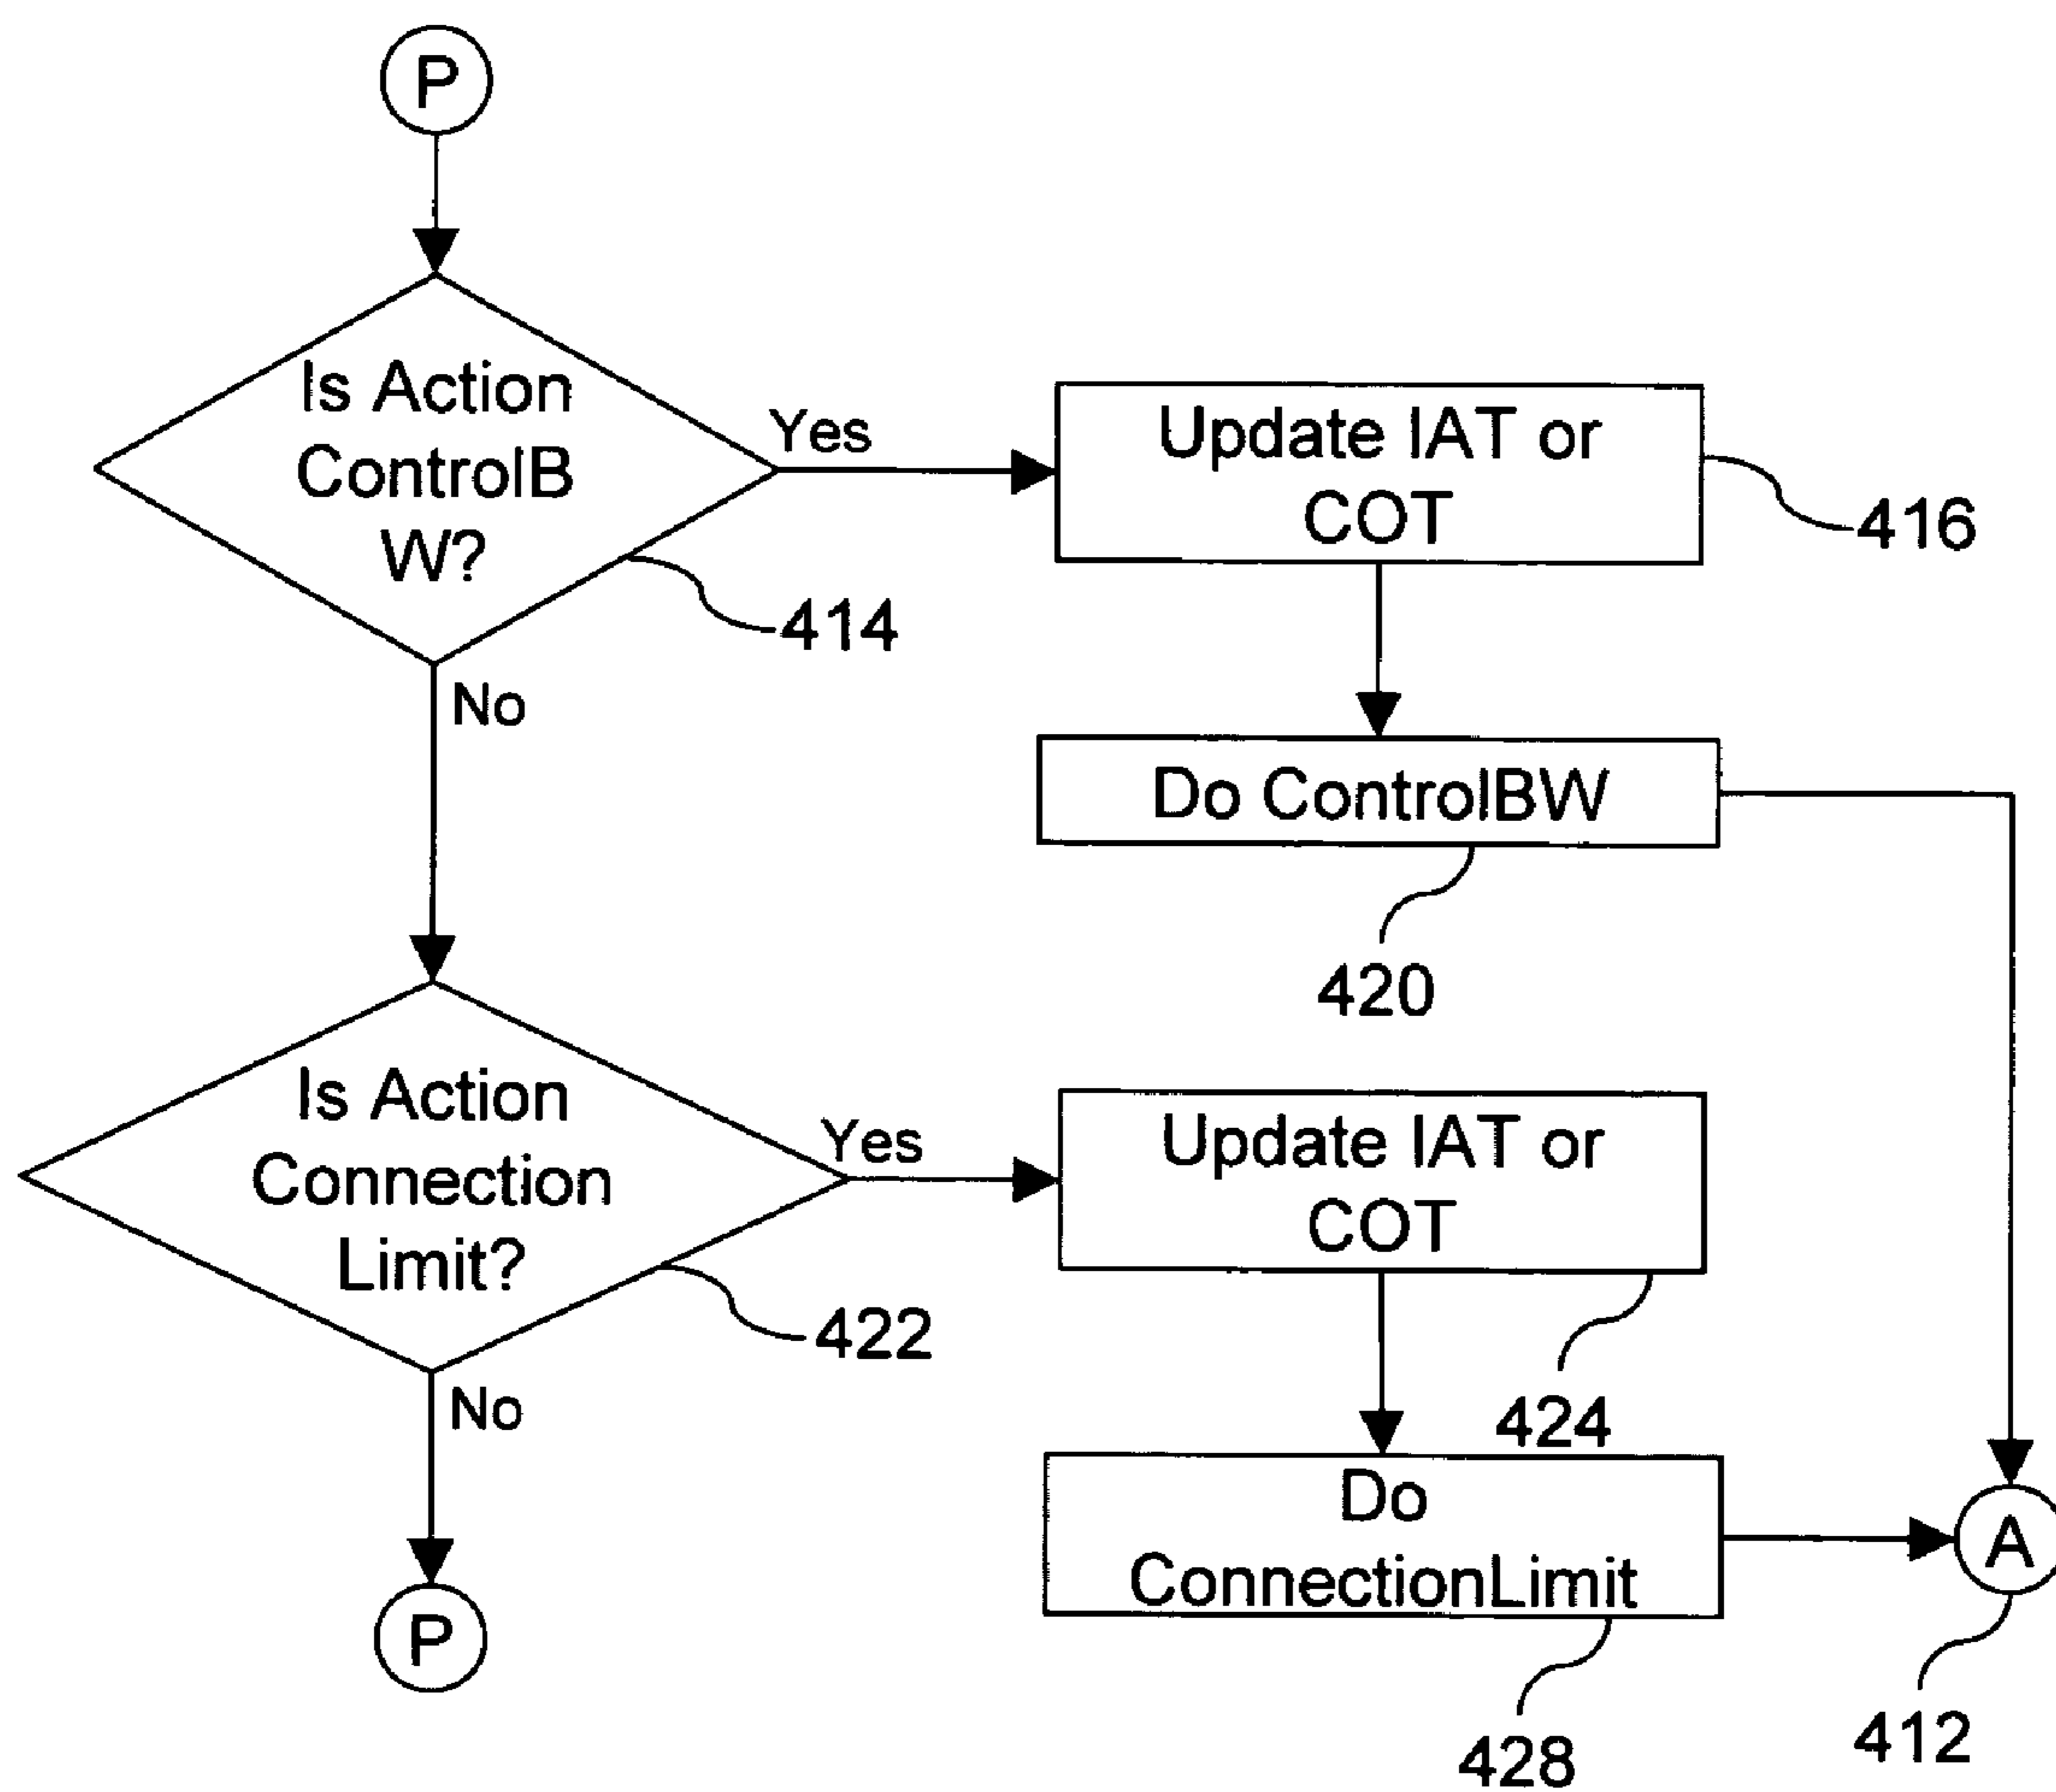 P
Is Action
ControlB
W?
Yes
Update IAT or
COT
416
414
No
Do ControlBW
420
Is Action
Connection
Limit?
Yes
Update IAT or
COT
422
424
No
Do
ConnectionLimit
A
P
428
412